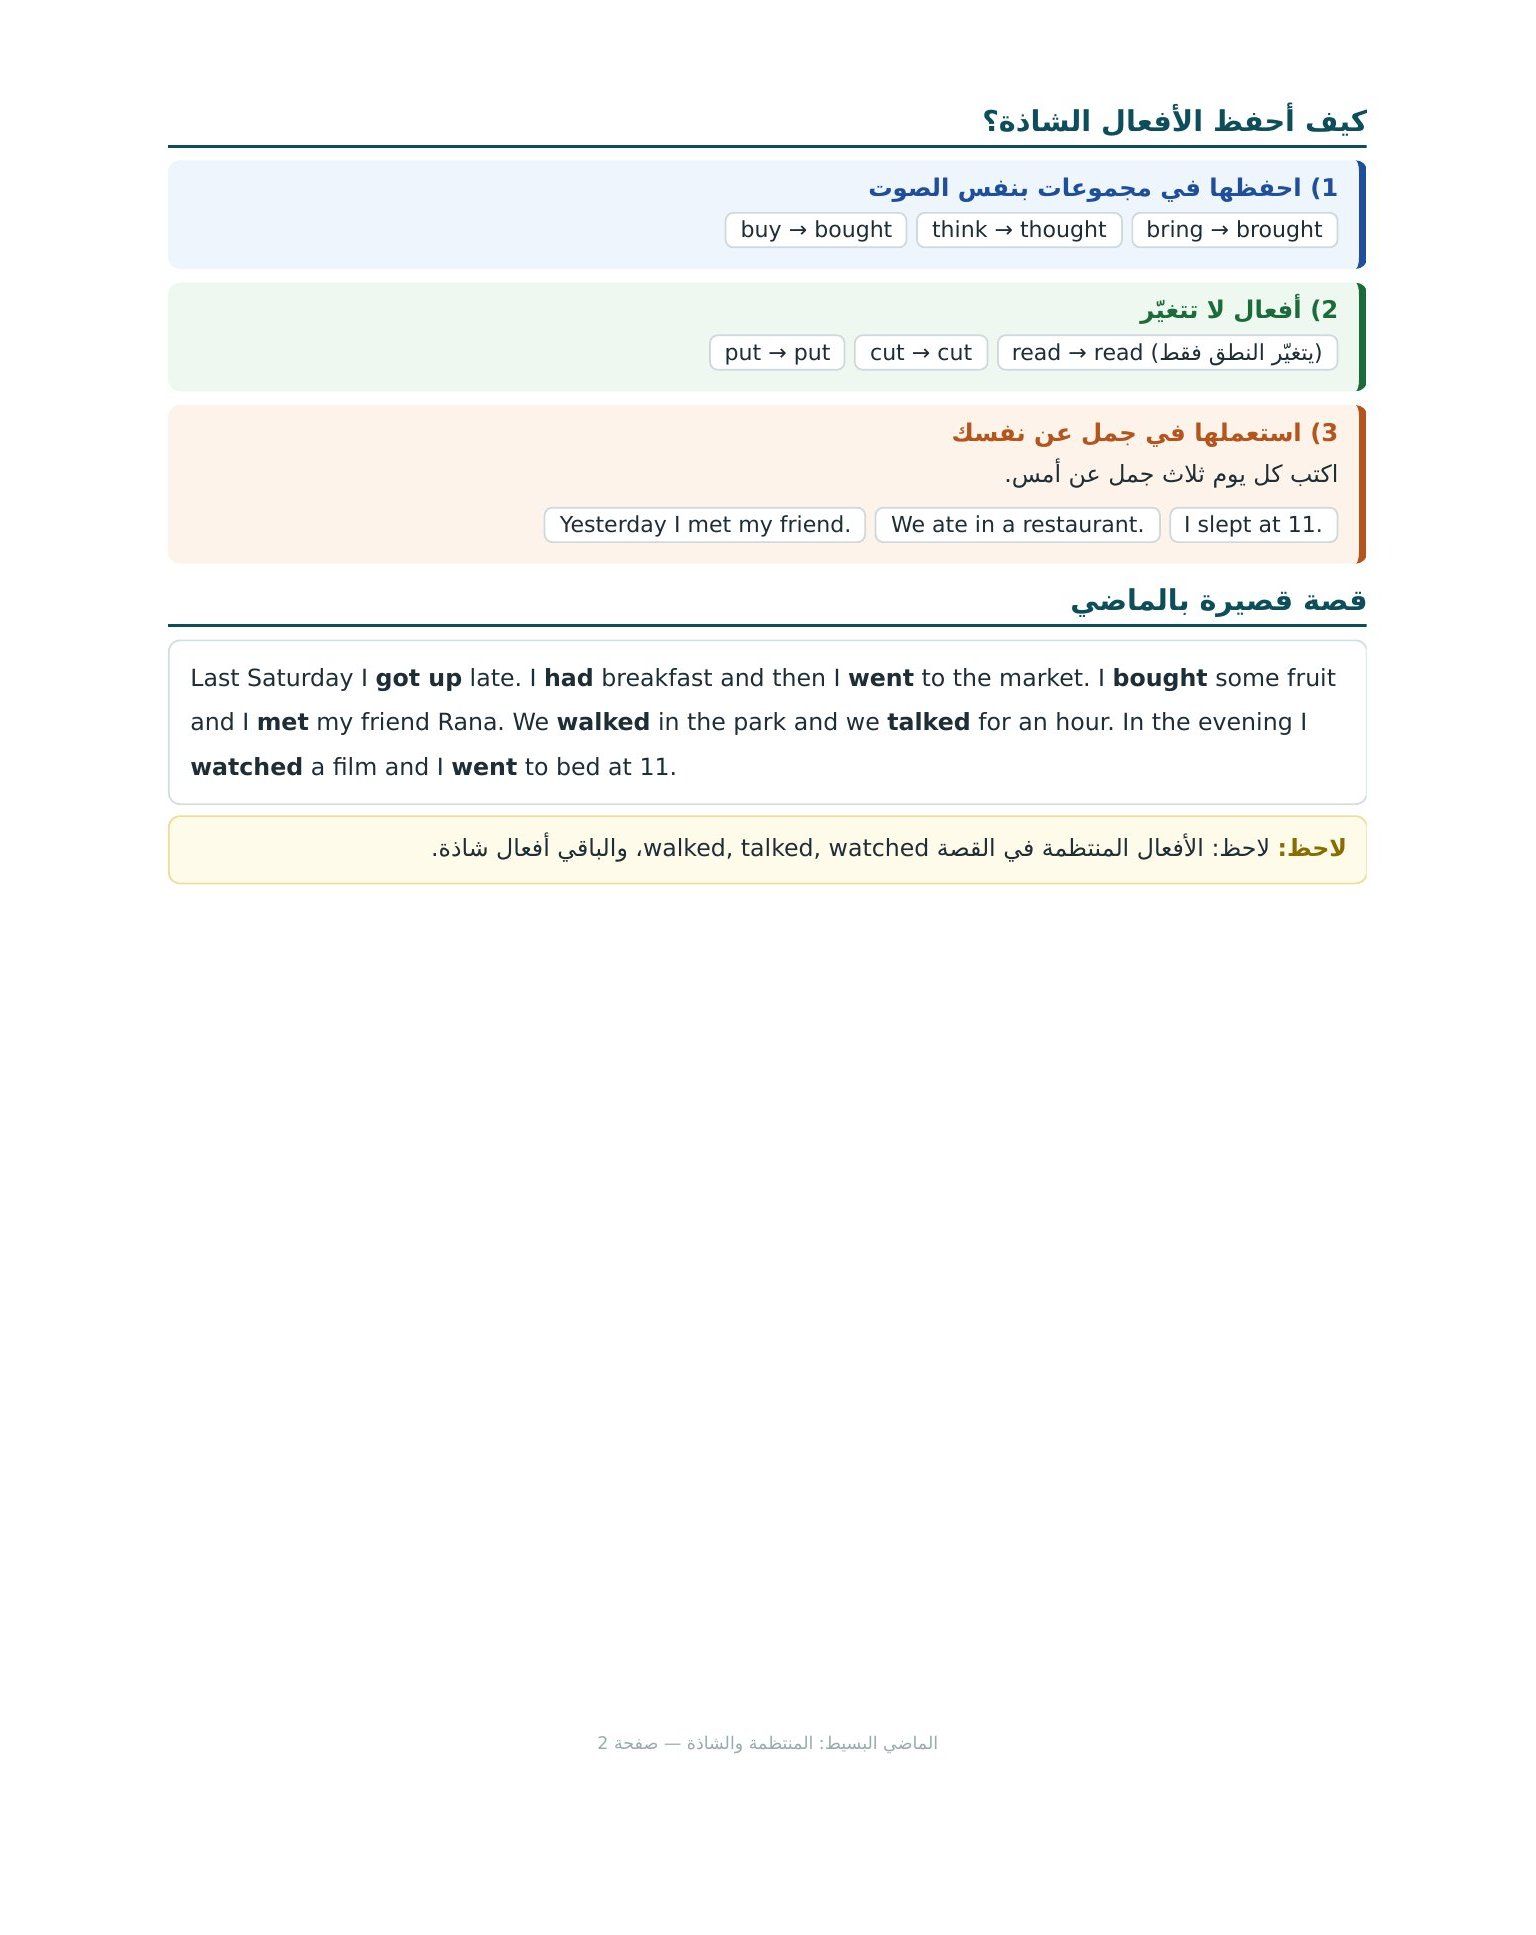 كيف أحفظ الأفعال الشاذة؟
1) احفظها في مجموعات بنفس الصوت
bring → brought think → thought buy → bought
2) أفعال لا تتغيّر
read → read (يتغيّر النطق فقط) cut → cut put → put
3) استعملها في جمل عن نفسك
اكتب كل يوم ثلاث جمل عن أمس.
I slept at 11. We ate in a restaurant. Yesterday I met my friend.
قصة قصيرة بالماضي
Last Saturday I got up late. I had breakfast and then I went to the market. I bought some fruit
and I met my friend Rana. We walked in the park and we talked for an hour. In the evening I
watched a film and I went to bed at 11.
لاحظ: لاحظ: الأفعال المنتظمة في القصة walked, talked, watched، والباقي أفعال شاذة.
الماضي البسيط: المنتظمة والشاذة — صفحة 2